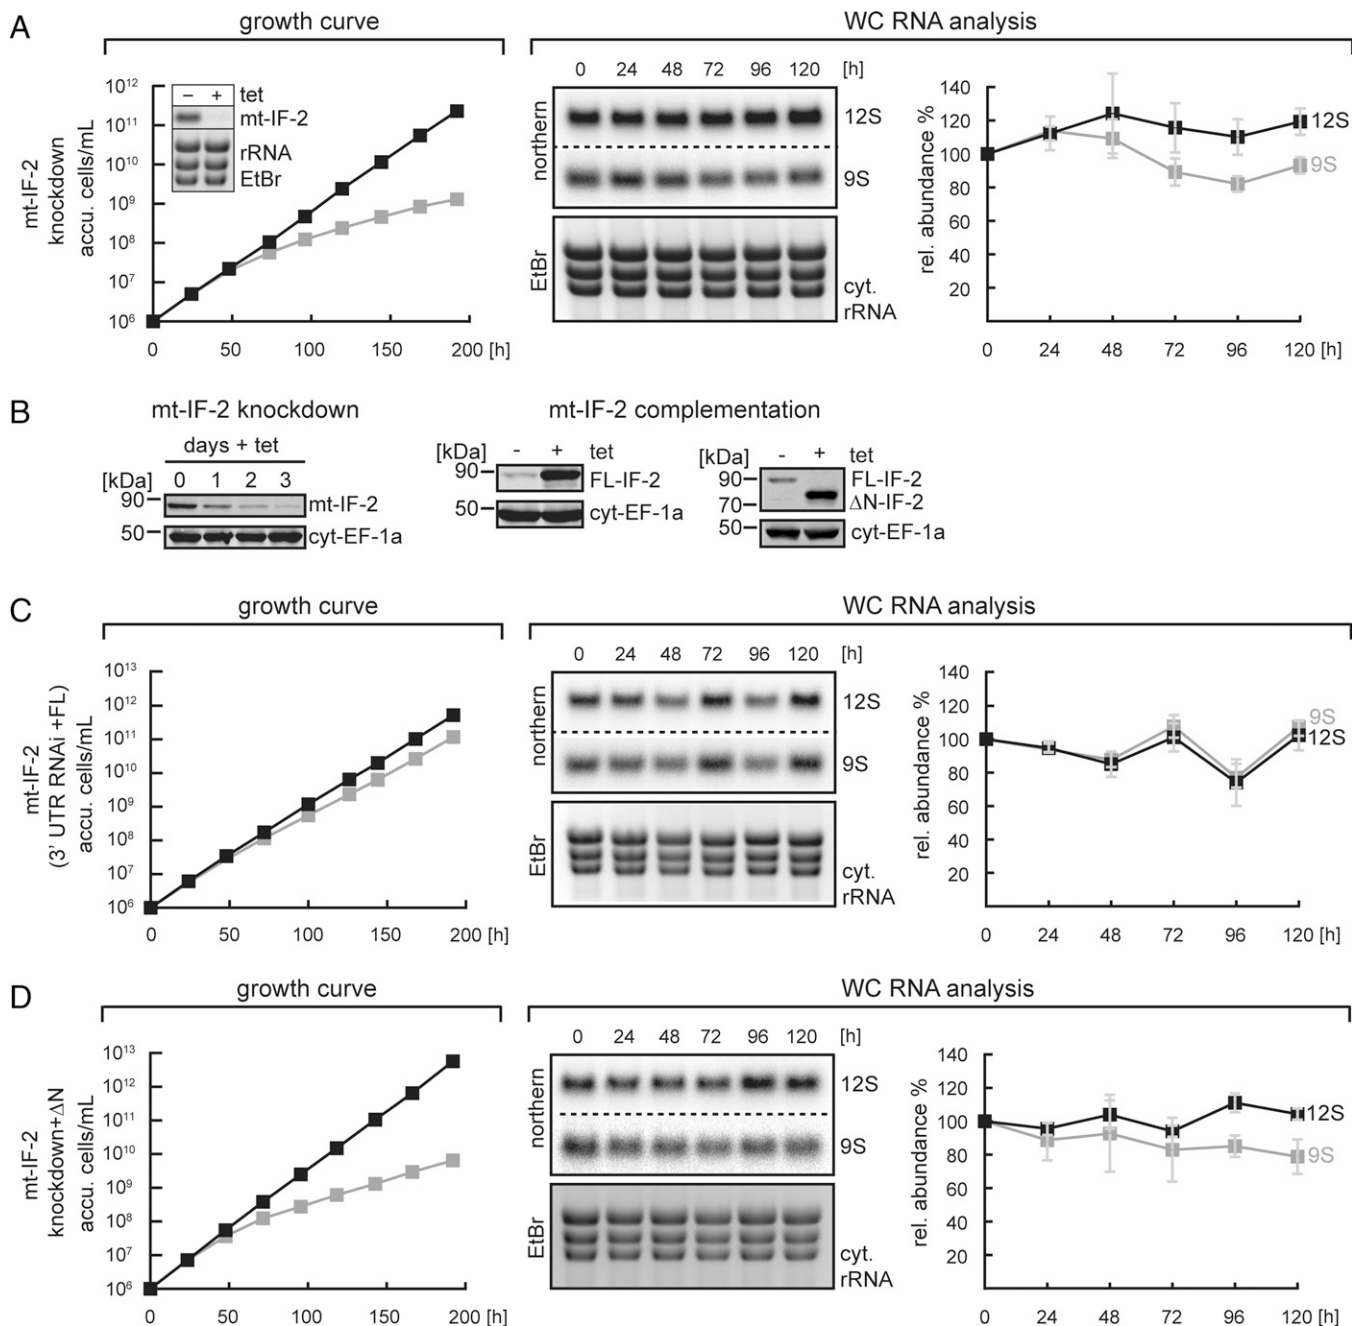 A
growth curve
WC RNA analysis
mt-IF-2
knockdown
accu. cells/mL
10¹²
10¹¹
10¹⁰
10⁹
10⁸
10⁷
10⁶
0 50 100 150 200 [h]
– + tet
mt-IF-2
rRNA
EtBr
0 24 48 72 96 120 [h]
northern
12S
9S
EtBr
cyt.
rRNA
rel. abundance %
140
120
100
80
60
40
20
12S
9S
0 24 48 72 96 120 [h]
B
mt-IF-2 knockdown
days + tet
[kDa] 0 1 2 3
90 mt-IF-2
50 cyt-EF-1a
mt-IF-2 complementation
[kDa] - + tet
90 FL-IF-2
50 cyt-EF-1a
[kDa] - + tet
90 FL-IF-2
70 ΔN-IF-2
50 cyt-EF-1a
C
growth curve
WC RNA analysis
mt-IF-2
(3' UTR RNAi +FL)
accu. cells/mL
10¹³
10¹²
10¹¹
10¹⁰
10⁹
10⁸
10⁷
10⁶
0 50 100 150 200 [h]
0 24 48 72 96 120 [h]
northern
12S
9S
EtBr
cyt.
rRNA
rel. abundance %
140
120
100
80
60
40
20
9S
12S
0 24 48 72 96 120 [h]
D
growth curve
WC RNA analysis
mt-IF-2
knockdown+ΔN
accu. cells/mL
10¹³
10¹²
10¹¹
10¹⁰
10⁹
10⁸
10⁷
10⁶
0 50 100 150 200 [h]
0 24 48 72 96 120 [h]
northern
12S
9S
EtBr
cyt.
rRNA
rel. abundance %
140
120
100
80
60
40
20
12S
9S
0 24 48 72 96 120 [h]